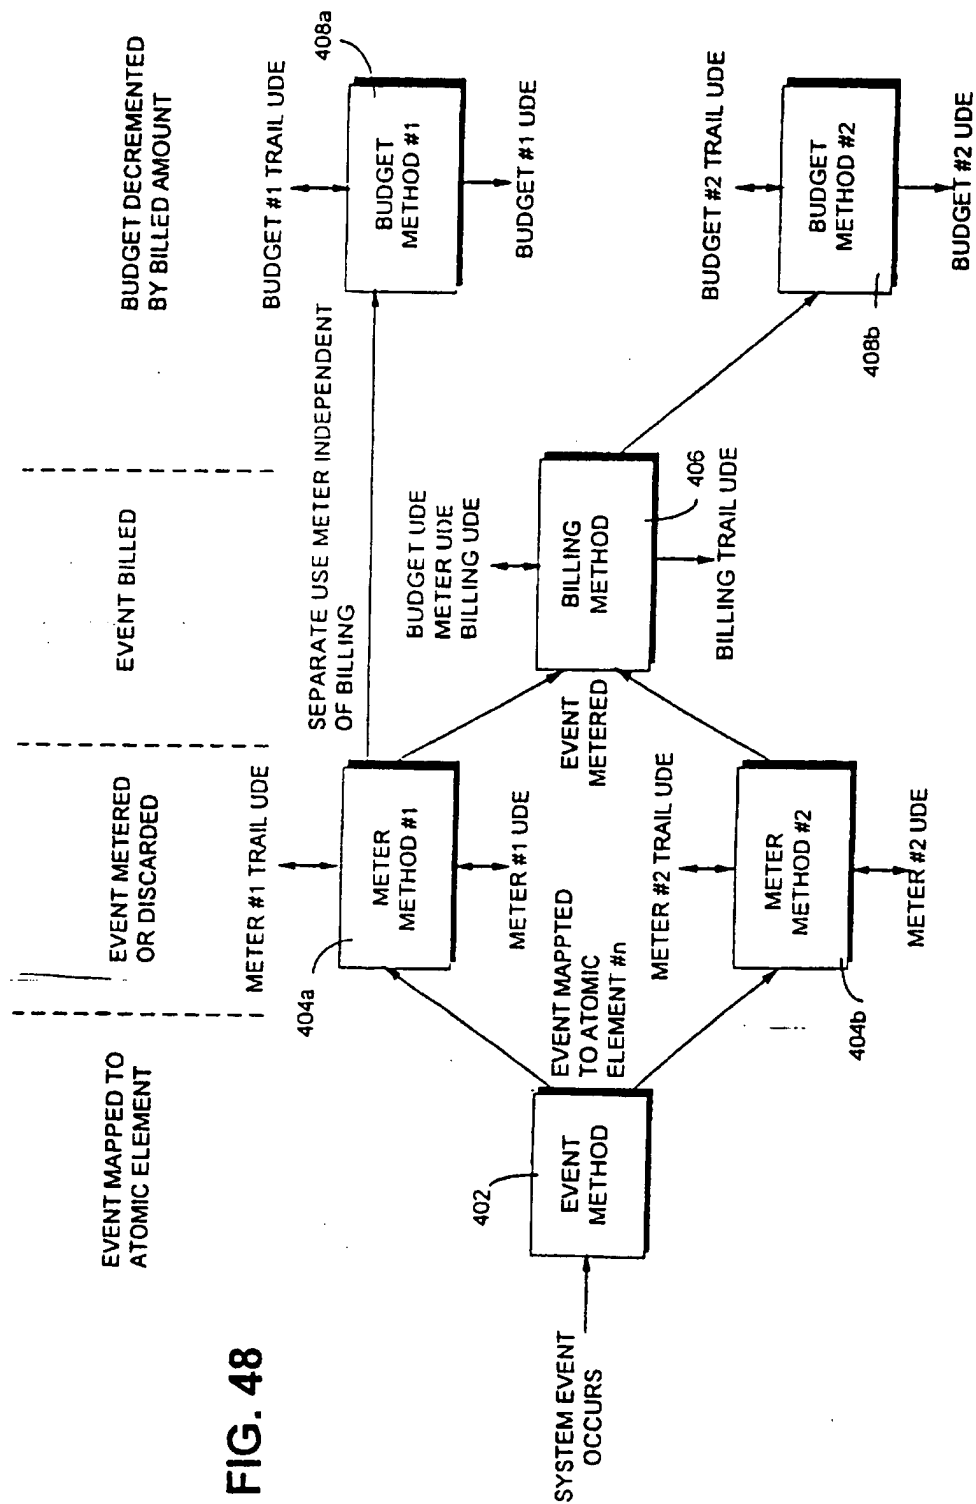 FIG. 48
EVENT MAPPED TO
ATOMIC ELEMENT
EVENT METERED
OR DISCARDED
EVENT BILLED
BUDGET DECREMENTED
BY BILLED AMOUNT
SYSTEM EVENT
OCCURS
402
EVENT
METHOD
EVENT MAPPTED
TO ATOMIC
ELEMENT #n
METER #1 TRAIL UDE
404a
METER
METHOD #1
METER #1 UDE
METER #2 TRAIL UDE
METER
METHOD #2
404b
METER #2 UDE
SEPARATE USE METER INDEPENDENT
OF BILLING
EVENT
METERED
BUDGET UDE
METER UDE
BILLING UDE
BILLING
METHOD
406
BILLING TRAIL UDE
BUDGET #1 TRAIL UDE
408a
BUDGET
METHOD #1
BUDGET #1 UDE
BUDGET #2 TRAIL UDE
BUDGET
METHOD #2
408b
BUDGET #2 UDE